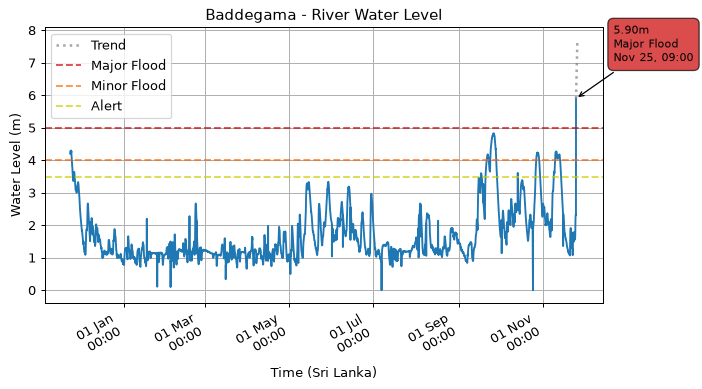 Baddegama - River Water Level
5.90m
Major Flood
Nov 25, 09:00
Trend
Major Flood
Minor Flood
Alert
Water Level (m)
8
7
6
5
4
3
2
1
0
01 Jan
00:00
01 Mar
00:00
01 May
00:00
01 Jul
00:00
01 Sep
00:00
01 Nov
00:00
Time (Sri Lanka)